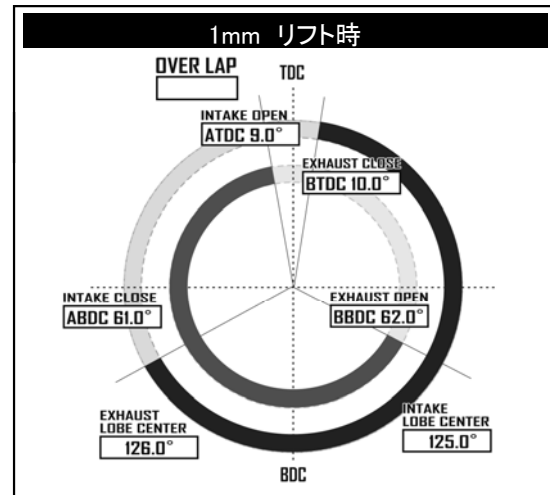 1mm リフト時
OVER LAP
TDC
INTAKE OPEN
ATDC 9.0°
EXHAUST CLOSE
BTDC 10.0°
INTAKE CLOSE
ABDC 61.0°
EXHAUST OPEN
BBDC 62.0°
EXHAUST
LOBE CENTER
126.0°
INTAKE
LOBE CENTER
125.0°
BDC